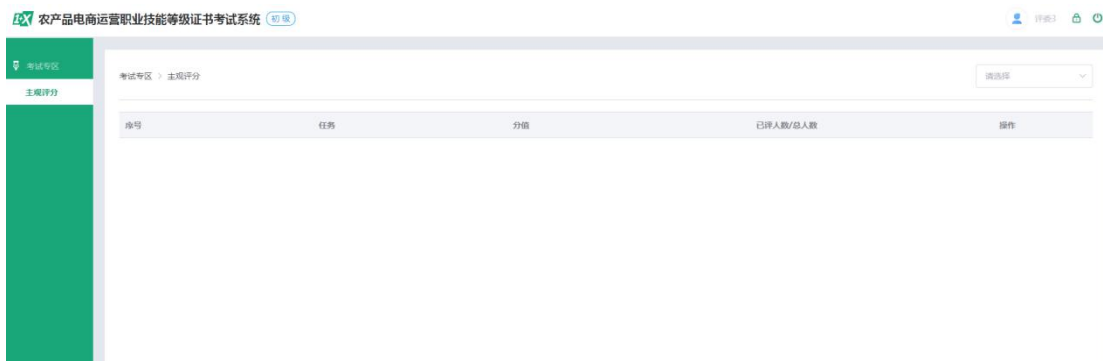 农产品电商运营职业技能等级证书考试系统 初级
考试专区
主观评分
考试专区 > 主观评分
请选择
序号 任务 分值 已评人数/总人数 操作